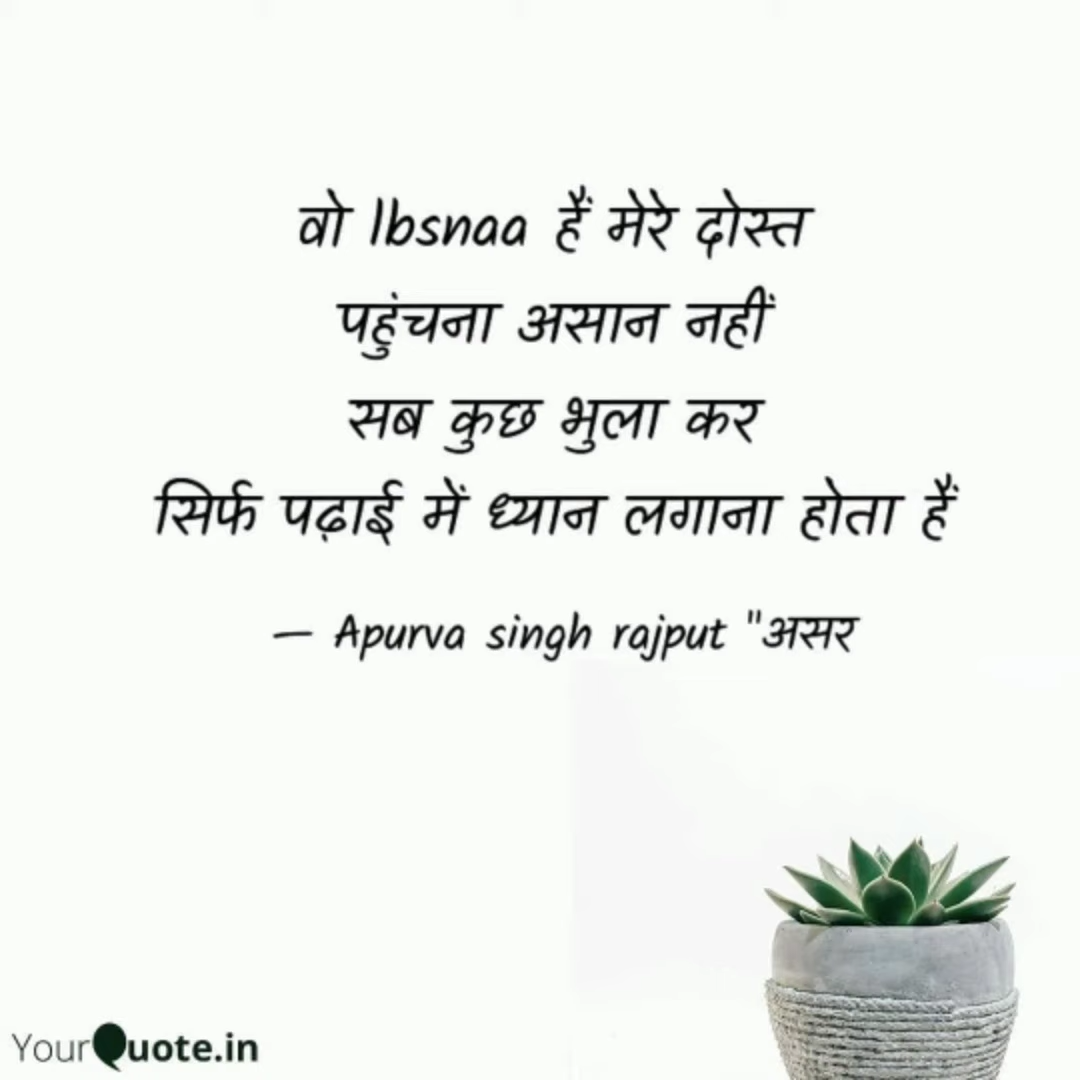 वो lbsnaa हैं मेरे दोस्त
पहुंचना असान नहीं
सब कुछ भुला कर
सिर्फ पढ़ाई में ध्यान लगाना होता हैं
— Apurva singh rajput "असर
YourQuote.in